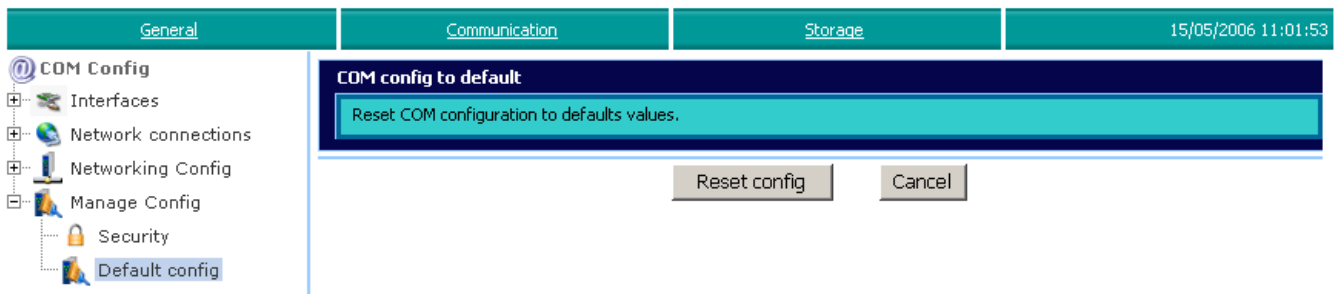 General
Communication
Storage
15/05/2006 11:01:53
COM Config
Interfaces
Network connections
Networking Config
Manage Config
Security
Default config
COM config to default
Reset COM configuration to defaults values.
Reset config
Cancel